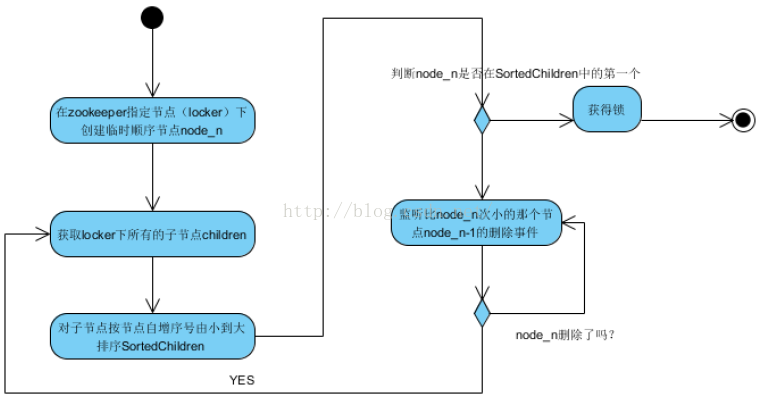 在zookeeper指定节点（locker）下
创建临时顺序节点node_n
获取locker下所有的子节点children
对子节点按节点自增序号由小到大
排序SortedChildren
YES
判断node_n是否在SortedChildren中的第一个
获得锁
http://blog
监听比node_n次小的那个节
点node_n-1的删除事件
node_n删除了吗？